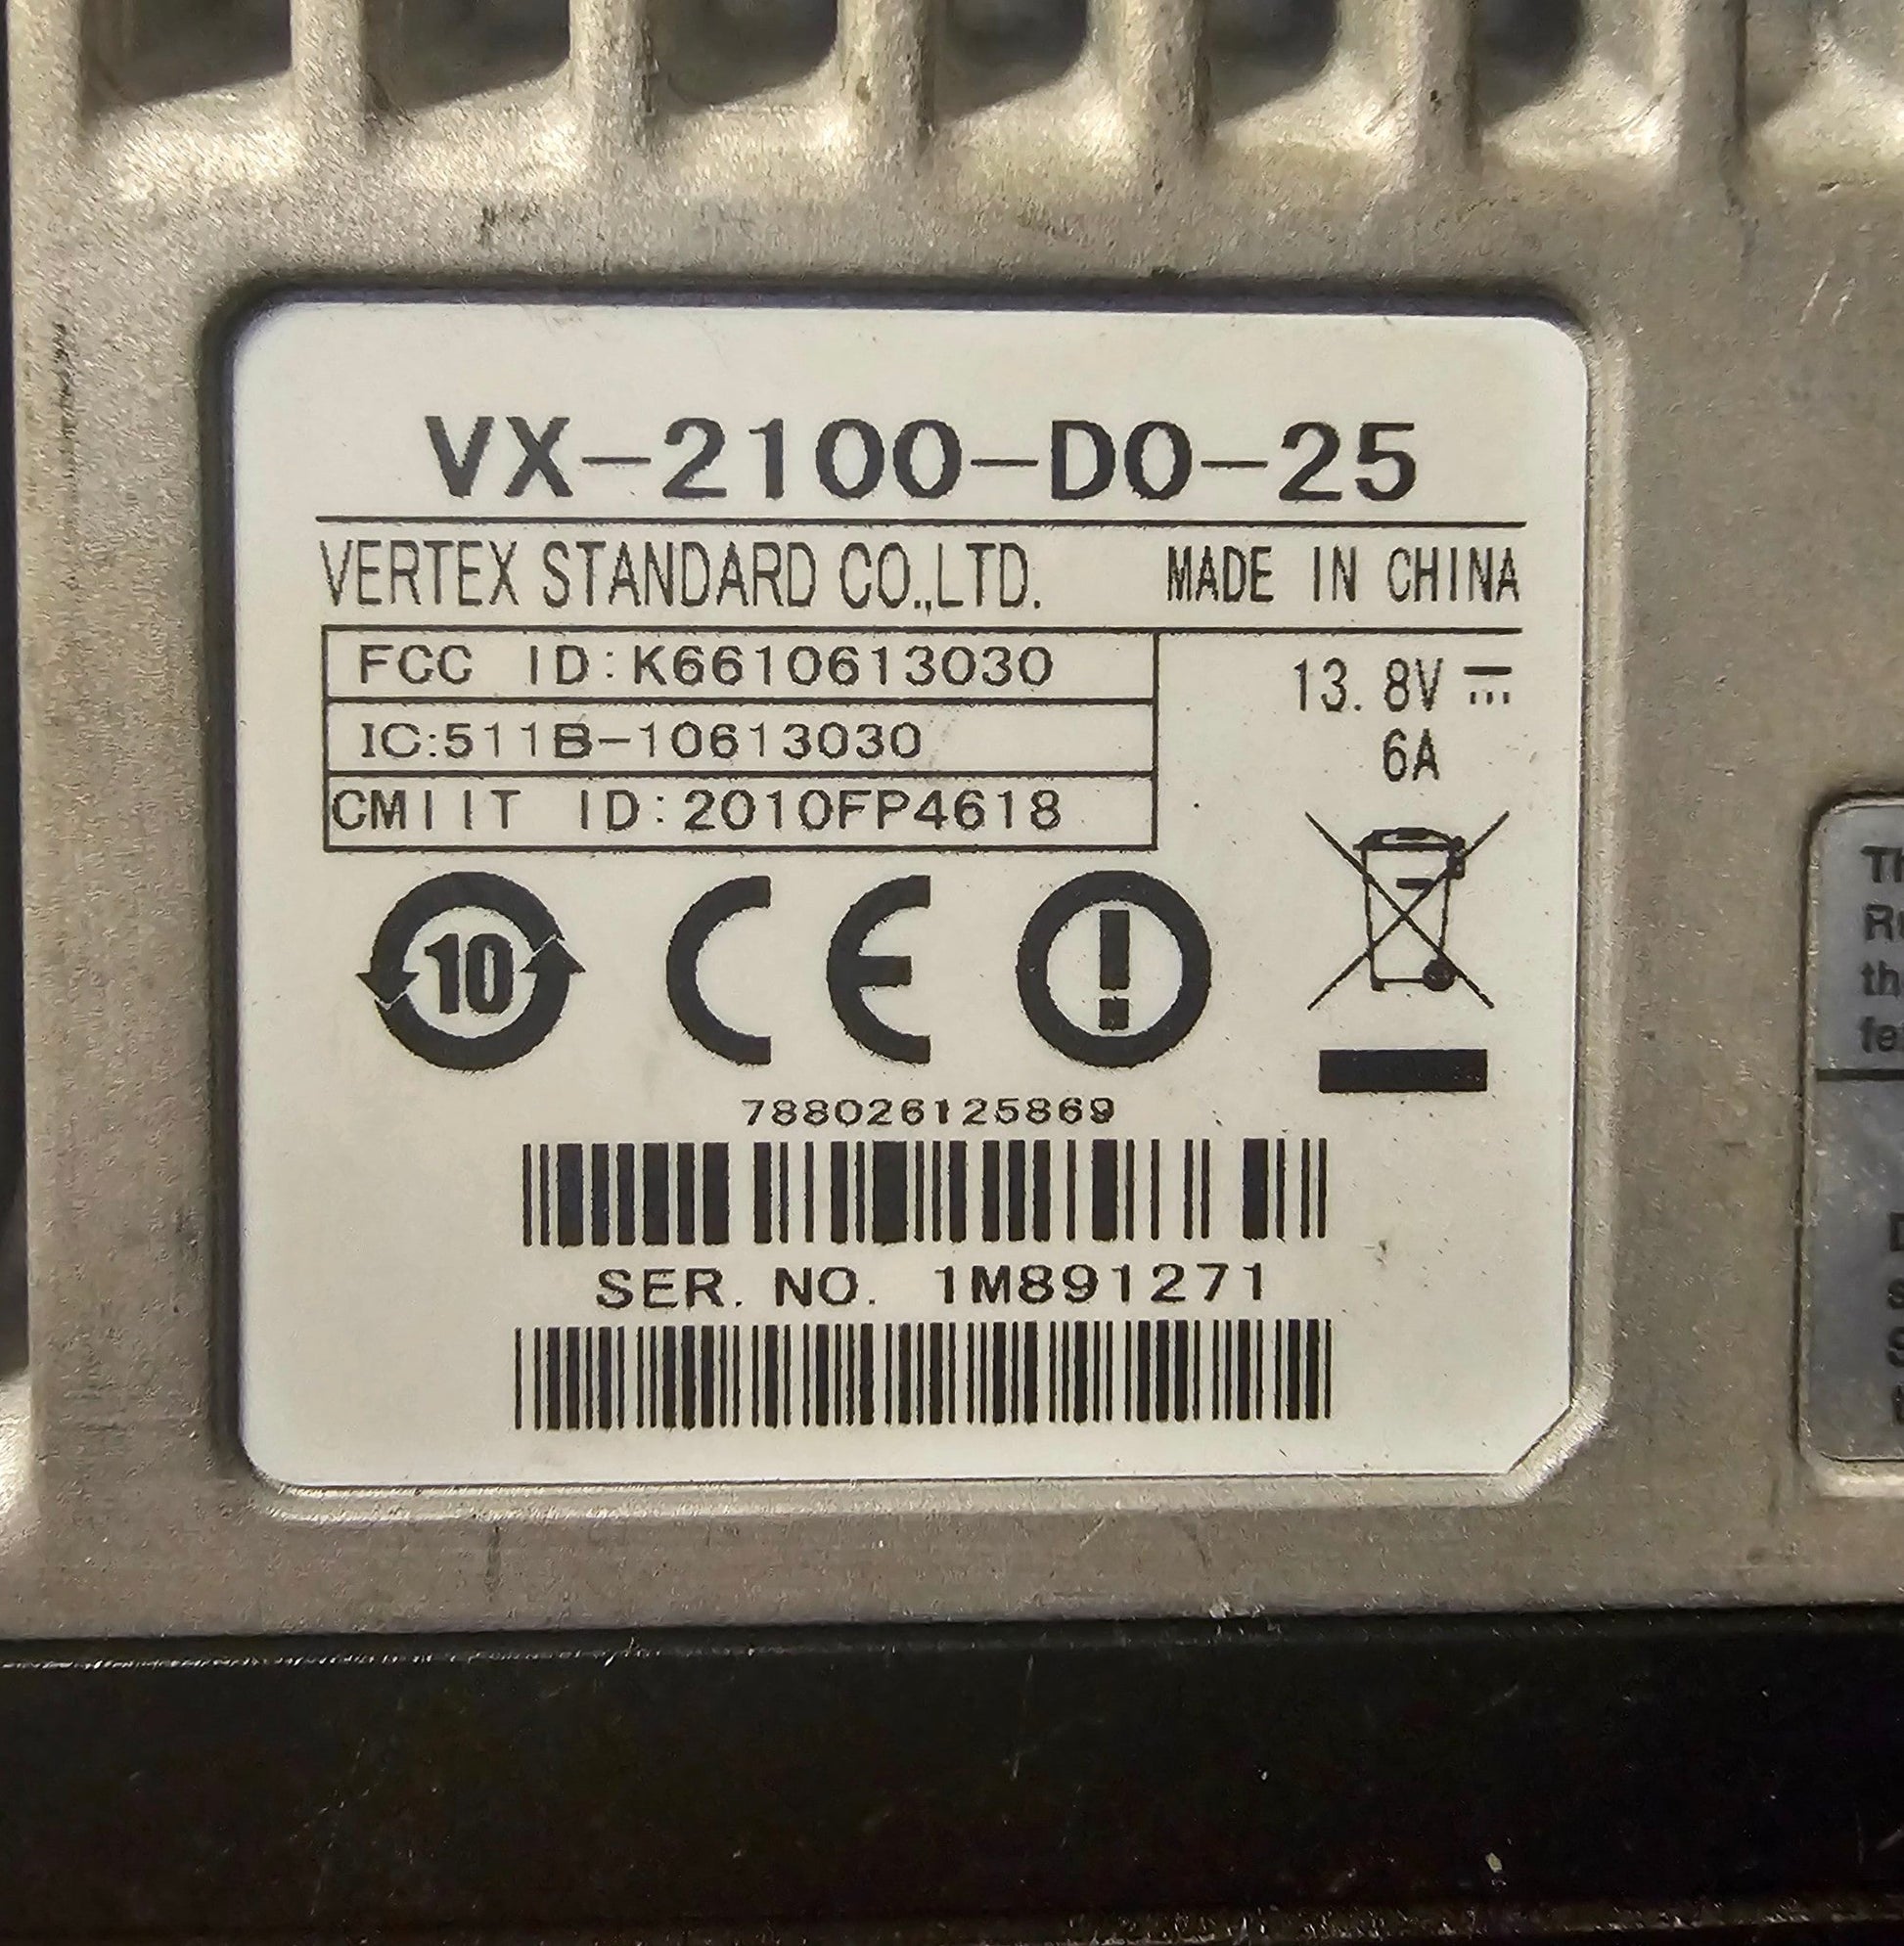 VX-2100-D0-25
VERTEX STANDARD CO.,LTD. MADE IN CHINA
FCC ID:K6610613030
13.8V
IC:511B-10613030
6A
CMIIT ID:2010FP4618
10 CE !
788026125869
SER. NO. 1M891271
th